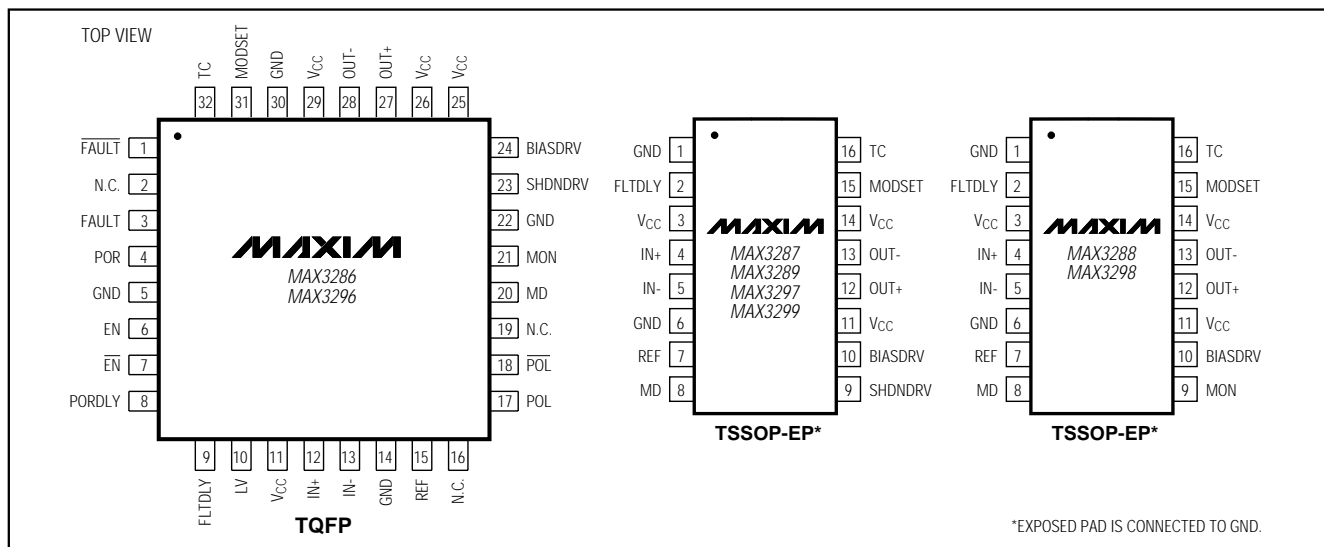 TOP VIEW
TC
MODSET
GND
VCC
OUT-
OUT+
VCC
VCC
32 31 30 29 28 27 26 25
FAULT 1
N.C. 2
FAULT 3
POR 4
GND 5
EN 6
EN 7
PORDLY 8
MAXIM
MAX3286
MAX3296
24 BIASDRV
23 SHDNDRV
22 GND
21 MON
20 MD
19 N.C.
18 POL
17 POL
9 10 11 12 13 14 15 16
FLTDLY
LV
VCC
IN+
IN-
GND
REF
N.C.
TQFP
GND 1
FLTDLY 2
VCC 3
IN+ 4
IN- 5
GND 6
REF 7
MD 8
MAXIM
MAX3287
MAX3289
MAX3297
MAX3299
16 TC
15 MODSET
14 VCC
13 OUT-
12 OUT+
11 VCC
10 BIASDRV
9 SHDNDRV
TSSOP-EP*
GND 1
FLTDLY 2
VCC 3
IN+ 4
IN- 5
GND 6
REF 7
MD 8
MAXIM
MAX3288
MAX3298
16 TC
15 MODSET
14 VCC
13 OUT-
12 OUT+
11 VCC
10 BIASDRV
9 MON
TSSOP-EP*
*EXPOSED PAD IS CONNECTED TO GND.